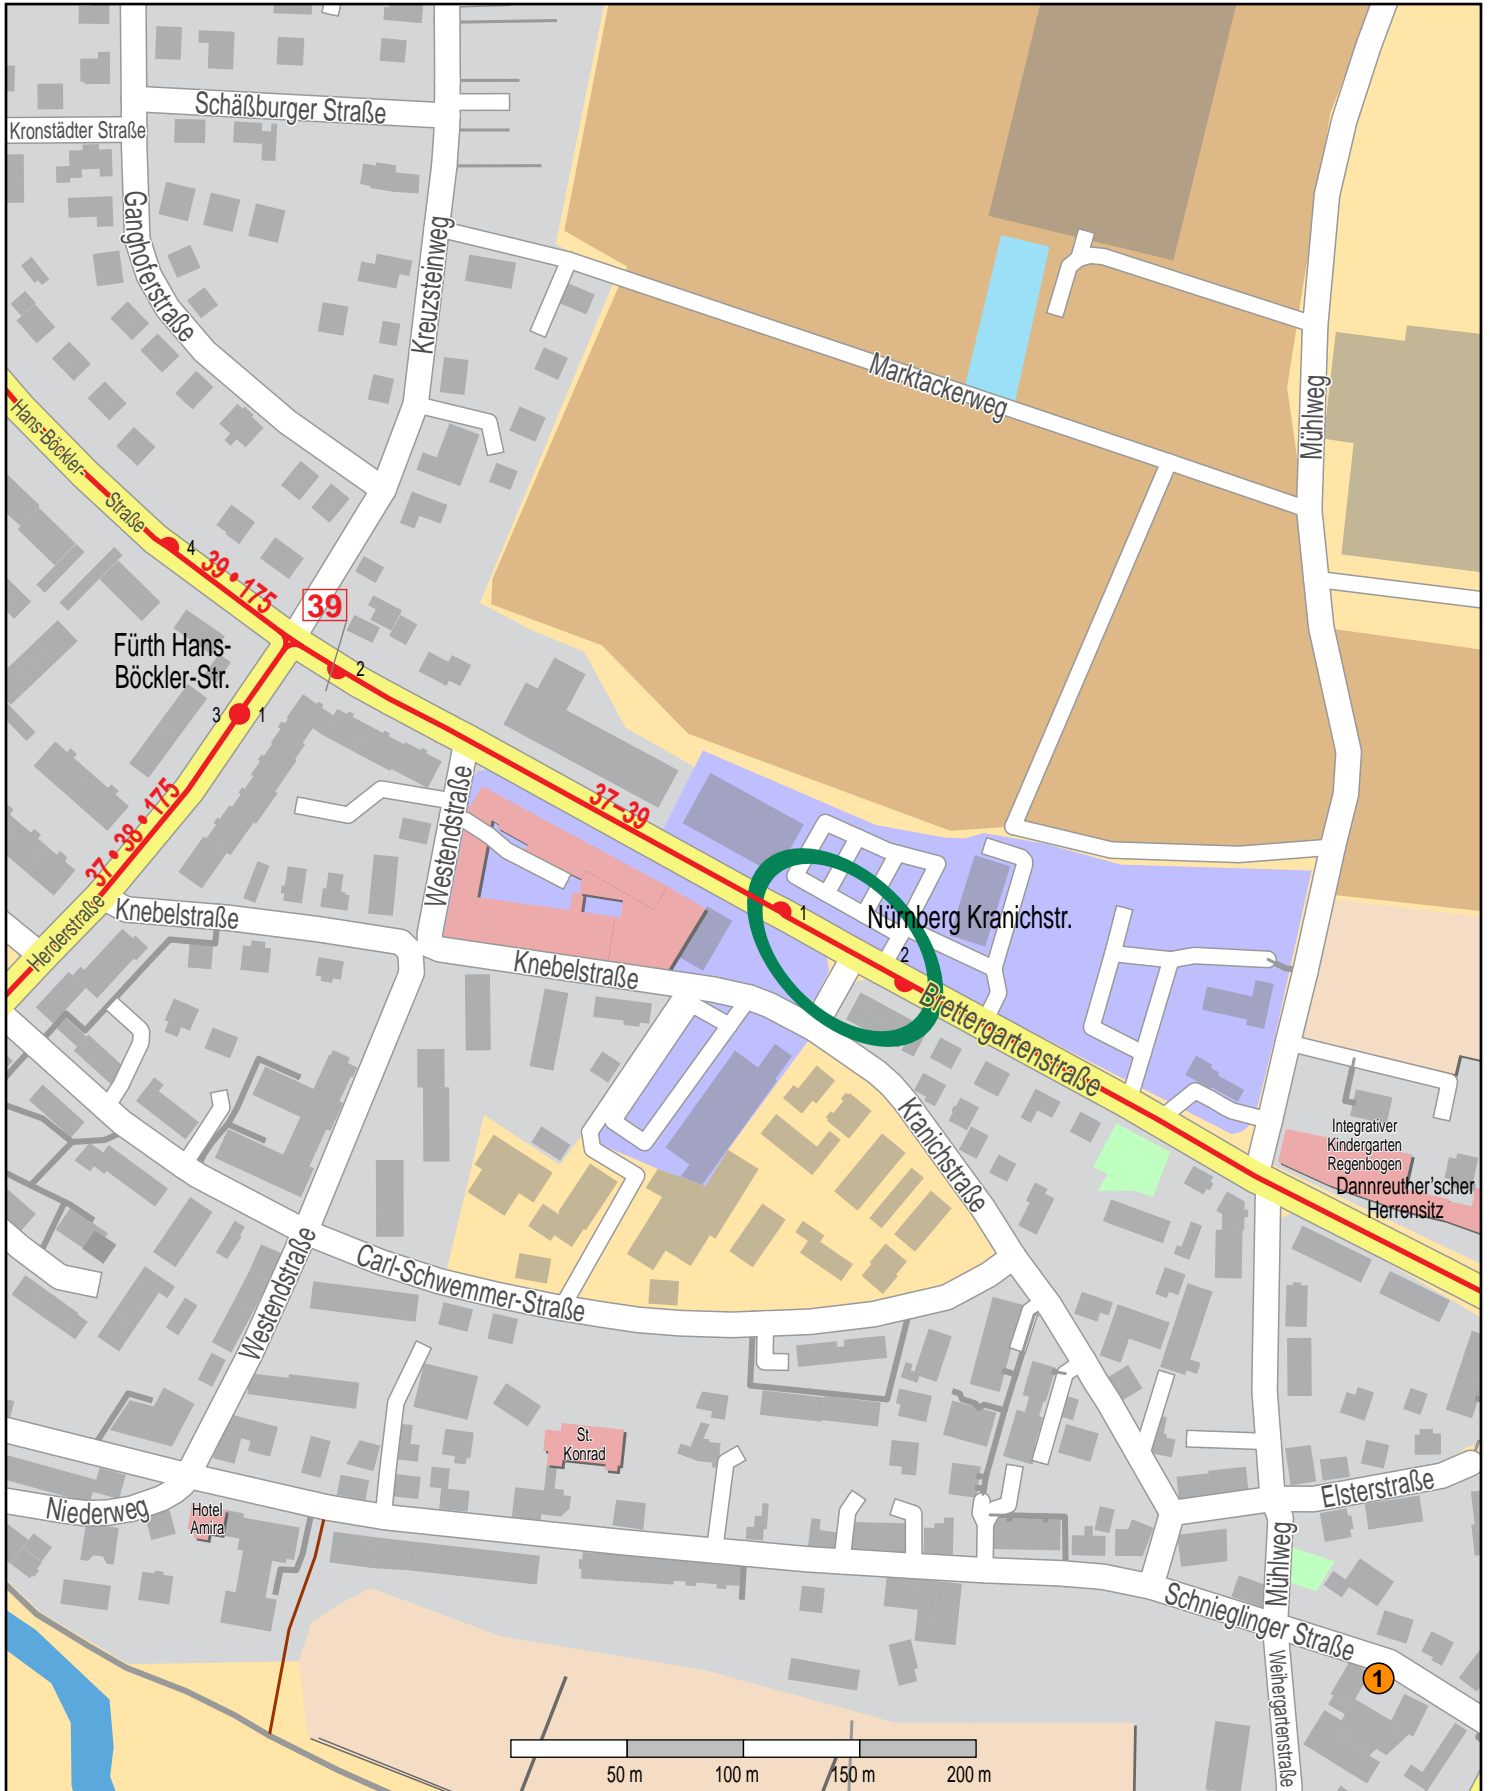 Schäßburger Straße
Kronstädter Straße
Ganghoferstraße
Kreuzsteinweg
Marktackerweg
Mühlweg
Hans-Böckler-
Straße
4
39 • 175
39
2
Fürth Hans-
Böckler-Str.
3
1
37 • 38 • 175
37–39
Westendstraße
Herderstraße
Knebelstraße
Knebelstraße
1
Nürnberg Kranichstr.
2
Brettergartenstraße
Kranichstraße
Integrativer
Kindergarten
Regenbogen
Dannreuther'scher
Herrensitz
Westendstraße
Carl-Schwemmer-Straße
St.
Konrad
Hotel
Amira
Niederweg
Elsterstraße
Mühlweg
Schnieglinger Straße
Weihergartenstraße
1
50 m
100 m
150 m
200 m